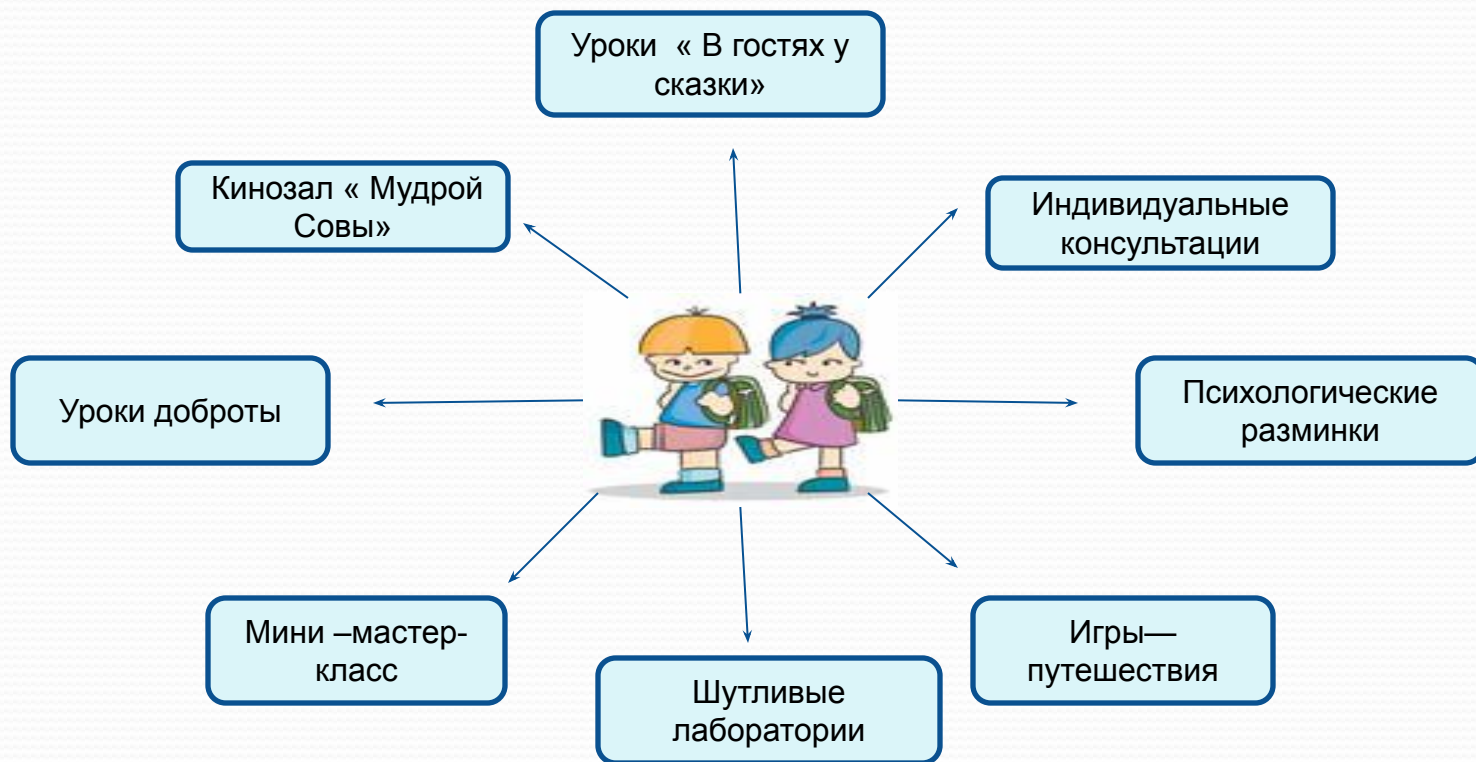 Уроки « В гостях у
сказки»
Кинозал « Мудрой
Совы»
Индивидуальные
консультации
Уроки доброты
Психологические
разминки
Мини –мастер-
класс
Шутливые
лаборатории
Игры—
путешествия